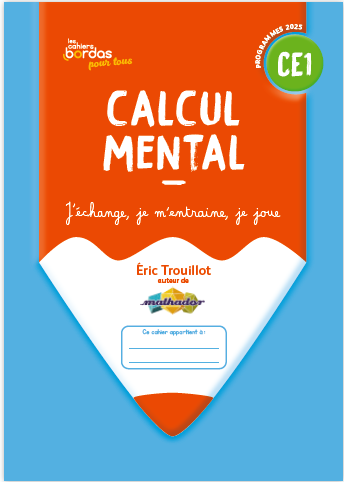 les
cahiers
bordas
pour tous
PROGRAMMES 2025
CE1
CALCUL
MENTAL
J'échange, je m'entraine, je joue
Éric Trouillot
auteur de
mathador
Ce cahier appartient à :